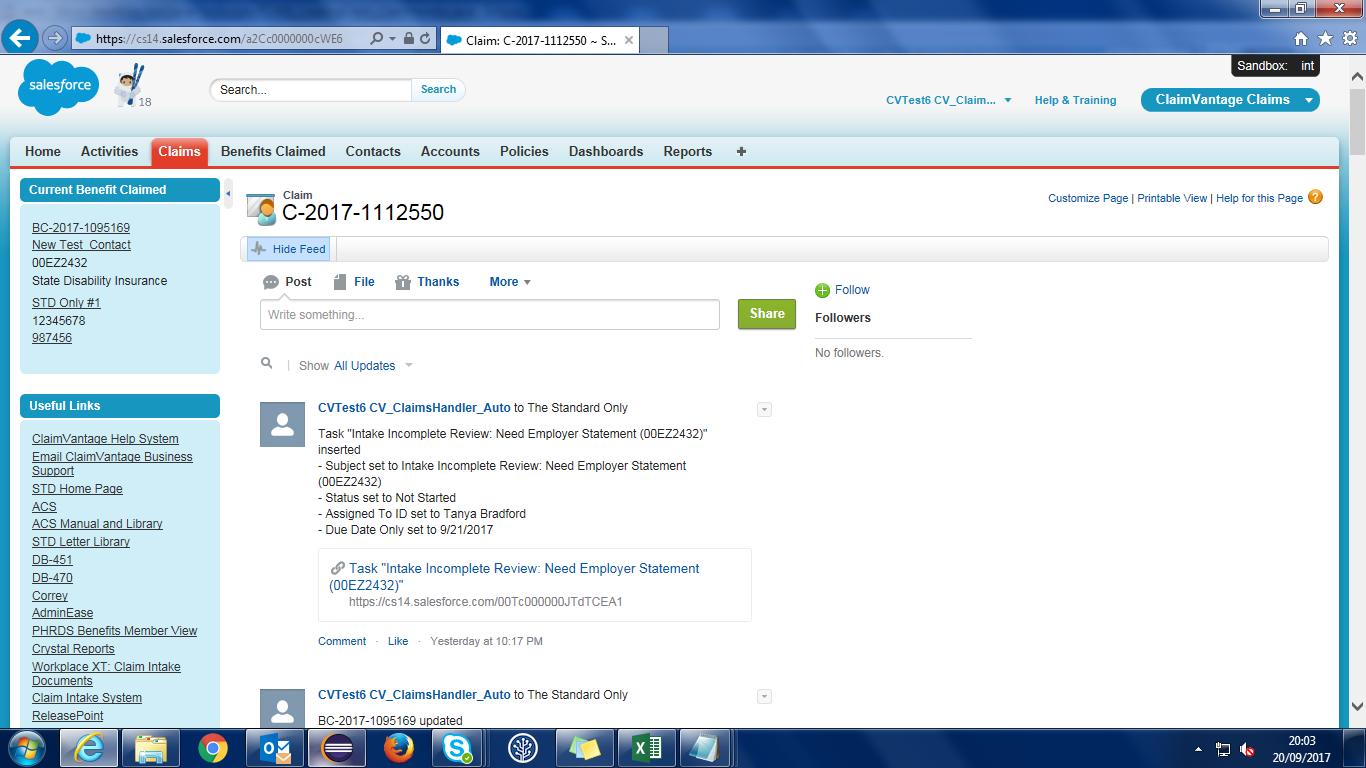 https://cs14.salesforce.com/a2Cc0000000cWE6
Claim: C-2017-1112550 ~ S...
Sandbox: int
salesforce
18
Search...
Search
CVTest6 CV_Claim...
Help & Training
ClaimVantage Claims
Home Activities Claims Benefits Claimed Contacts Accounts Policies Dashboards Reports
Current Benefit Claimed
BC-2017-1095169
New Test_Contact
00EZ2432
State Disability Insurance
STD Only #1
12345678
987456
Useful Links
ClaimVantage Help System
Email ClaimVantage Business
Support
STD Home Page
ACS
ACS Manual and Library
STD Letter Library
DB-451
DB-470
Correy
AdminEase
PHRDS Benefits Member View
Crystal Reports
Workplace XT: Claim Intake
Documents
Claim Intake System
ReleasePoint
Claim
C-2017-1112550
Customize Page | Printable View | Help for this Page
Hide Feed
Post File Thanks More
Write something...
Share
Follow
Followers
No followers.
Show All Updates
CVTest6 CV_ClaimsHandler_Auto to The Standard Only
Task "Intake Incomplete Review: Need Employer Statement (00EZ2432)"
inserted
- Subject set to Intake Incomplete Review: Need Employer Statement
(00EZ2432)
- Status set to Not Started
- Assigned To ID set to Tanya Bradford
- Due Date Only set to 9/21/2017
Task "Intake Incomplete Review: Need Employer Statement
(00EZ2432)"
https://cs14.salesforce.com/00Tc000000JTdTCEA1
Comment · Like · Yesterday at 10:17 PM
CVTest6 CV_ClaimsHandler_Auto to The Standard Only
BC-2017-1095169 updated
20:03
20/09/2017